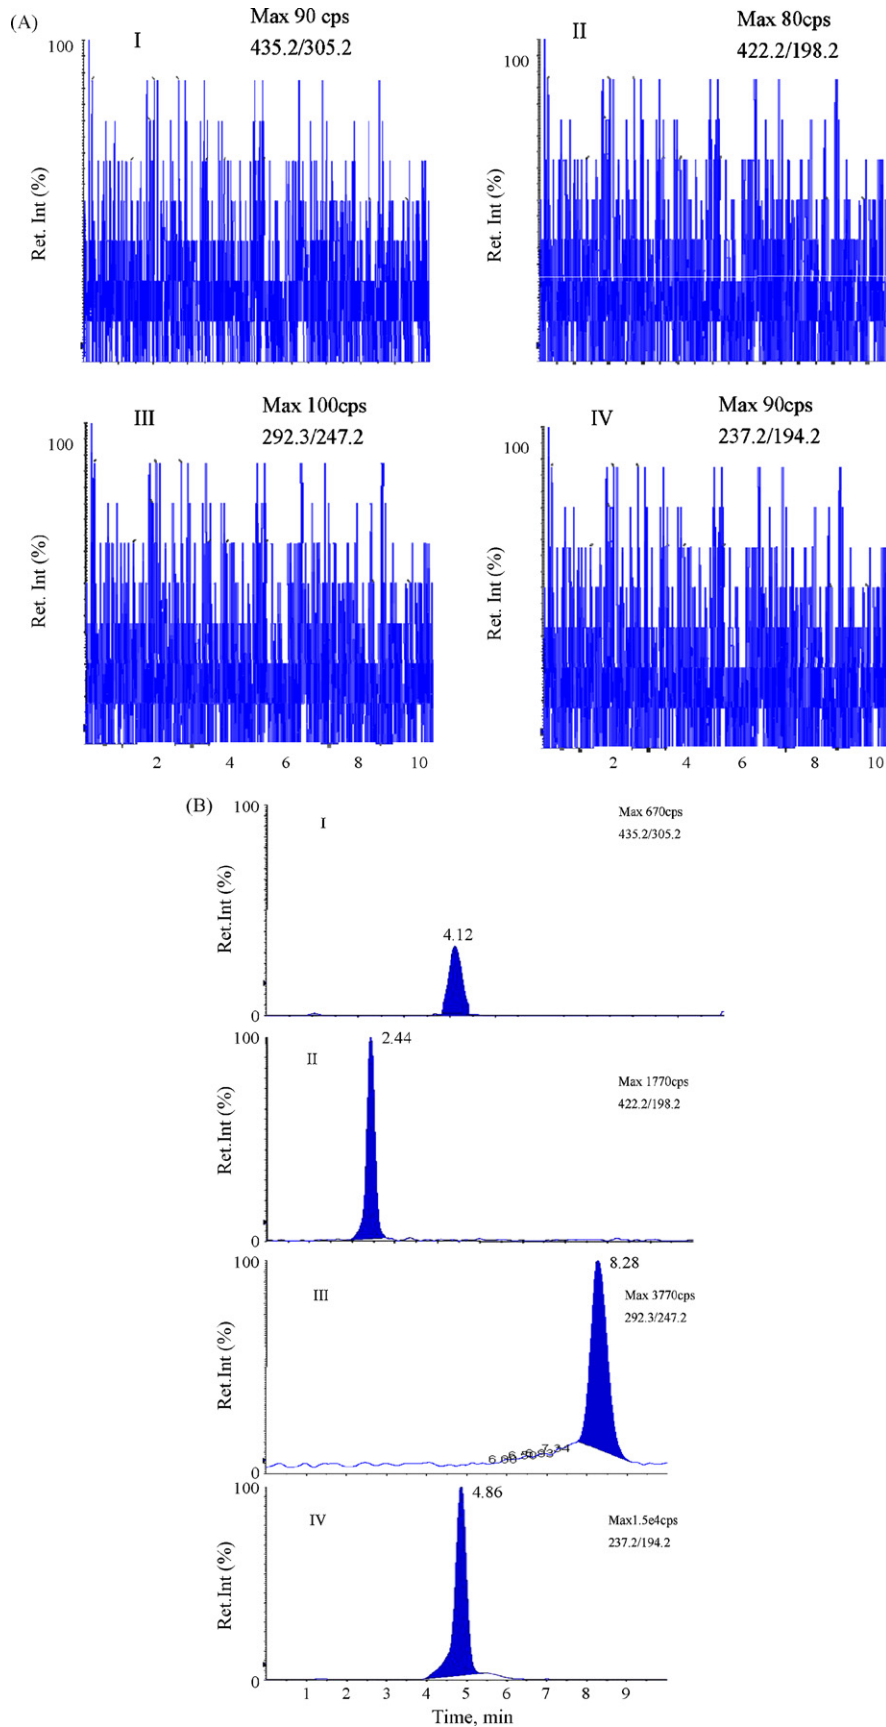 (A)
I
Max 90 cps
435.2/305.2
100
Ret. Int (%)
II
Max 80cps
422.2/198.2
100
Ret. Int (%)
III
Max 100cps
292.3/247.2
100
Ret. Int (%)
2 4 6 8 10
IV
Max 90cps
237.2/194.2
100
Ret. Int (%)
2 4 6 8 10
(B)
I
Max 670cps
435.2/305.2
100
Ret.Int (%)
4.12
0
II
2.44
Max 1770cps
422.2/198.2
100
Ret.Int (%)
0
III
8.28
Max 3770cps
292.3/247.2
100
Ret.Int (%)
7.34
0
IV
4.86
Max1.5e4cps
237.2/194.2
100
Ret.Int (%)
0
1 2 3 4 5 6 7 8 9
Time, min